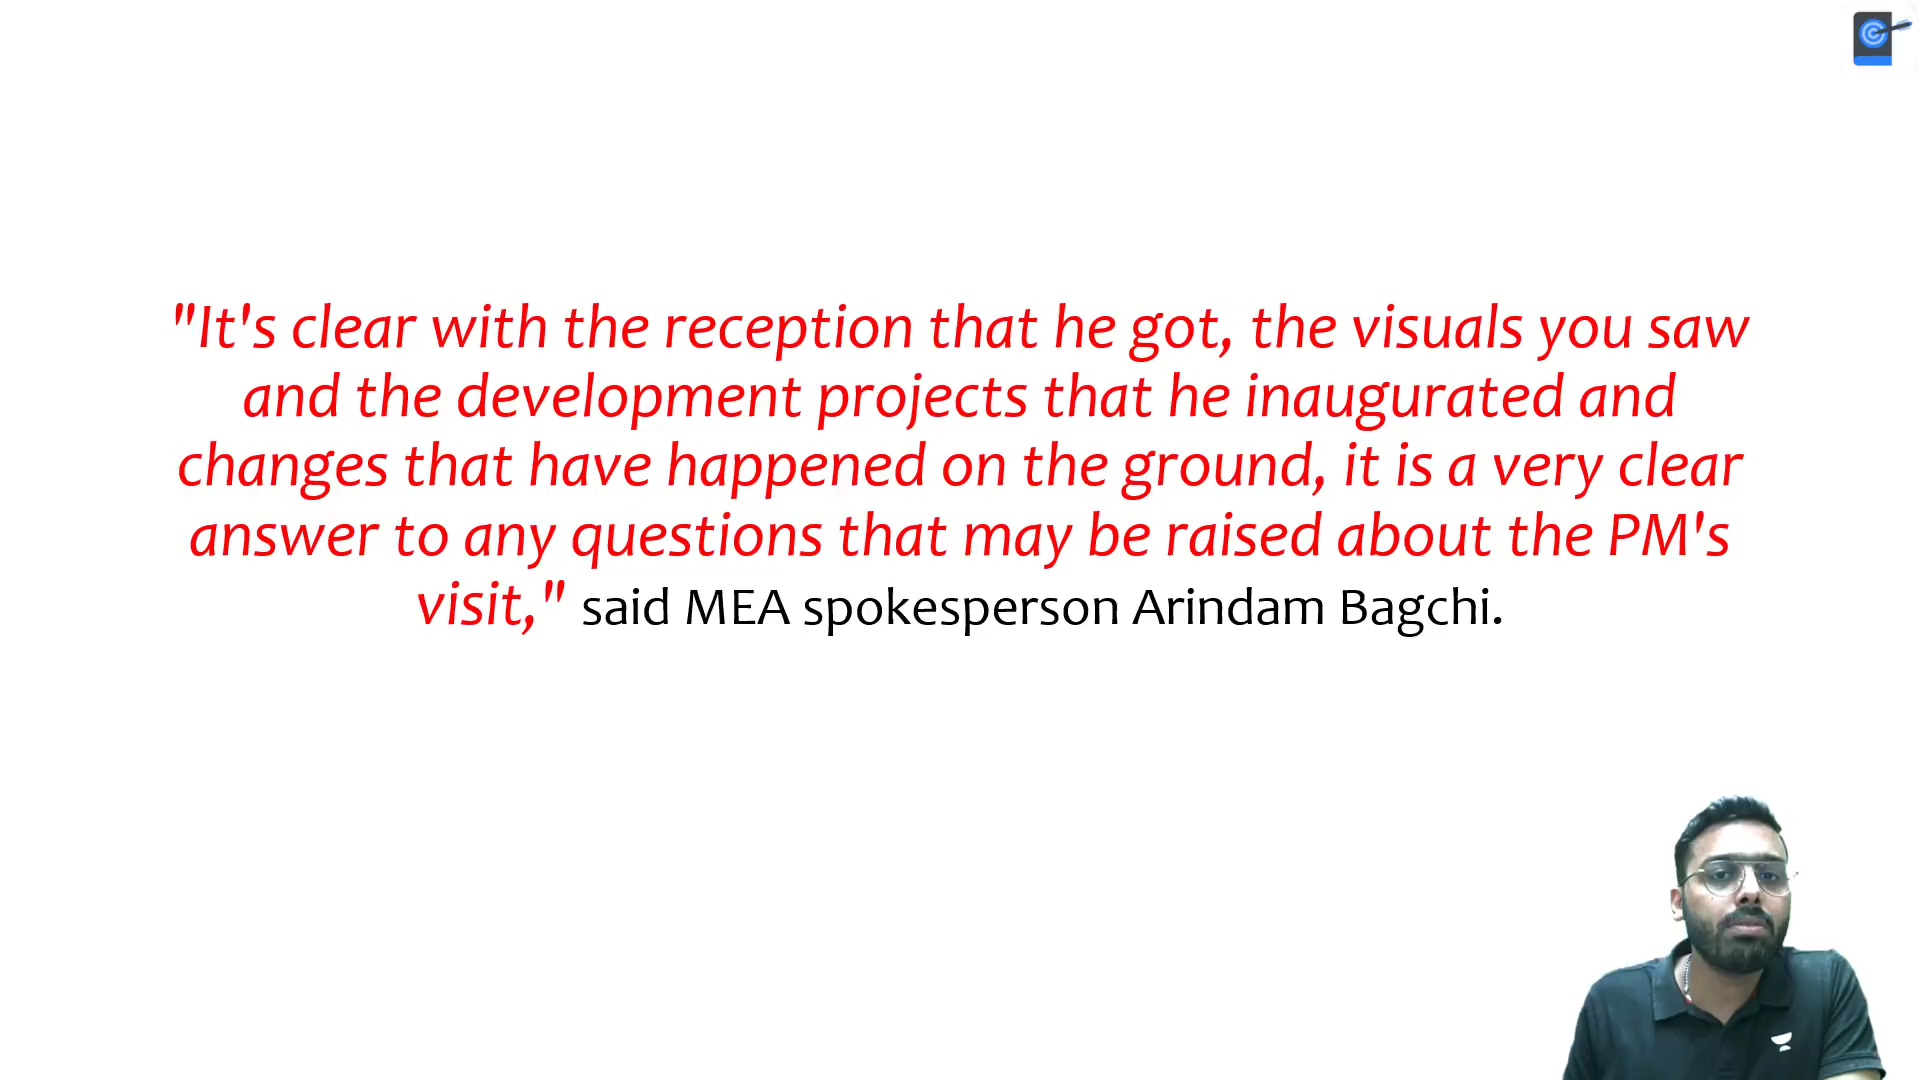 "It's clear with the reception that he got, the visuals you saw
and the development projects that he inaugurated and
changes that have happened on the ground, it is a very clear
answer to any questions that may be raised about the PM's
visit," said MEA spokesperson Arindam Bagchi.